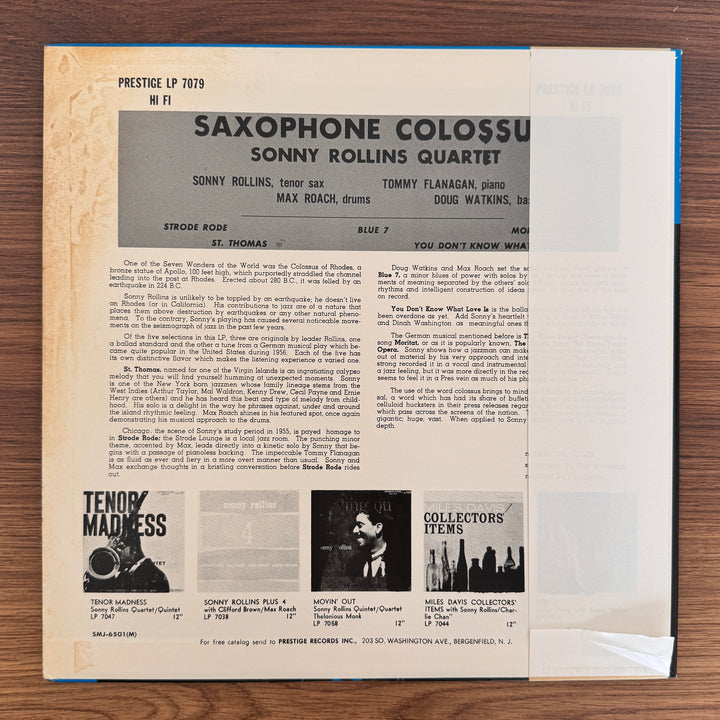 PRESTIGE LP 7079
HI FI
PRESTIGE LP 7079
HI FI
SAXOPHONE COLOSSU
SONNY ROLLINS QUARTET
SONNY ROLLINS, tenor sax
TOMMY FLANAGAN, piano
MAX ROACH, drums
DOUG WATKINS, ba
STRODE RODE
BLUE 7
MO
ST. THOMAS
YOU DON'T KNOW WHAT
One of the Seven Wonders of the World was the Colossus of Rhodes, a
bronze statue of Apollo, 100 feet high, which purportedly straddled the channel
leading into the post at Rhodes. Erected about 280 B.C., it was felled by an
earthquake in 224 B.C.
Sonny Rollins is unlikely to be toppled by an earthquake; he doesn't live
on Rhodes (or in California). His contributions to jazz are of a nature that
places them above destruction by earthquakes or any other natural pheno-
mena. To the contrary, Sonny's playing has caused several noticeable move-
ments on the seismograph of jazz in the past few years.
Of the five selections in this LP, three are originals by leader Rollins, one
a ballad standard and the other a tune from a German musical play which be-
came quite popular in the United States during 1956. Each of the five has
its own distinctive flavor which makes the listening experience a varied one.
St. Thomas, named for one of the Virgin Islands is an ingratiating calypso
melody that you will find yourself humming at unexpected moments. Sonny
is one of the New York born jazzmen whose family lineage stems from the
West Indies (Arthur Taylor, Mal Waldron, Kenny Drew, Cecil Payne and Ernie
Henry are others) and he has heard this beat and type of melody from child-
hood. His solo is a delight in the way he phrases against, under and around
the island rhythmic feeling. Max Roach shines in his featured spot, once again
demonstrating his musical approach to the drums.
Chicago, the scene of Sonny's study period in 1955, is payed homage to
in Strode Rode; the Strode Lounge is a local jazz room. The punching minor
theme, accented by Max, leads directly into a kinetic solo by Sonny that be-
gins with a passage of pianoless backing. The impeccable Tommy Flanagan
is as fluid as ever and fiery in a more overt manner than usual. Sonny and
Max exchange thoughts in a bristling conversation before Strode Rode rides
out.
Doug Watkins and Max Roach set the sc
Blue 7, a minor blues of power with solos by
ments of meaning separated by the others' solo
rhythms and intelligent construction of ideas
on record.
You Don't Know What Love Is is the balla
been overdone as yet. Add Sonny's heartfelt
and Dinah Washington as meaningful ones t
The German musical mentioned before is T
song Moritat, or as it is popularly known, The
Opera. Sonny shows how a jazzman can make
out of material by his very approach and inte
strong recorded it in a vocal and instrumental
a jazz feeling, but it was more directly in the re
seems to feel it in a Pres vein as much of his ph
The use of the word colossus brings to mind
sal, a word which has had its share of buffeti
celluloid hucksters in their press releases regar
which pass across the screens of the nation.
gigantic; huge; vast. When applied to Sonny
depth.
TENOR
MADNESS
sonny rollins
4
sonny rollins
MILES DAVIS
COLLECTORS'
ITEMS
TENOR MADNESS
Sonny Rollins Quartet/Quintet
LP 7047 12"
SONNY ROLLINS PLUS 4
with Clifford Brown/Max Roach
LP 7038 12"
MOVIN' OUT
Sonny Rollins Quintet/Quartet
Thelonious Monk
LP 7058 12"
MILES DAVIS COLLECTORS'
ITEMS with Sonny Rollins/Char-
lie Chan"
LP 7044 12"
SMJ-6501(M)
For free catalog send to PRESTIGE RECORDS INC., 203 SO. WASHINGTON AVE., BERGENFIELD, N. J.